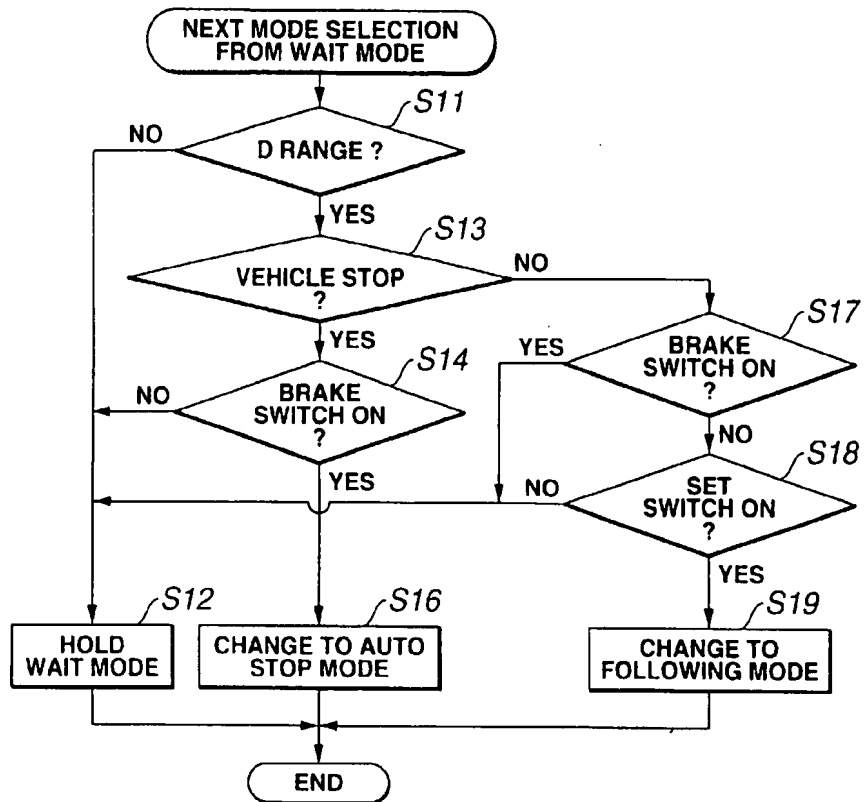 NEXT MODE SELECTION
FROM WAIT MODE
S11
NO
D RANGE ?
YES
S13
VEHICLE STOP
?
NO
YES
S17
S14
BRAKE
SWITCH ON
?
YES
NO
BRAKE
SWITCH ON
?
NO
S18
YES
NO
SET
SWITCH ON
?
YES
S12
S16
S19
HOLD
WAIT MODE
CHANGE TO AUTO
STOP MODE
CHANGE TO
FOLLOWING MODE
END